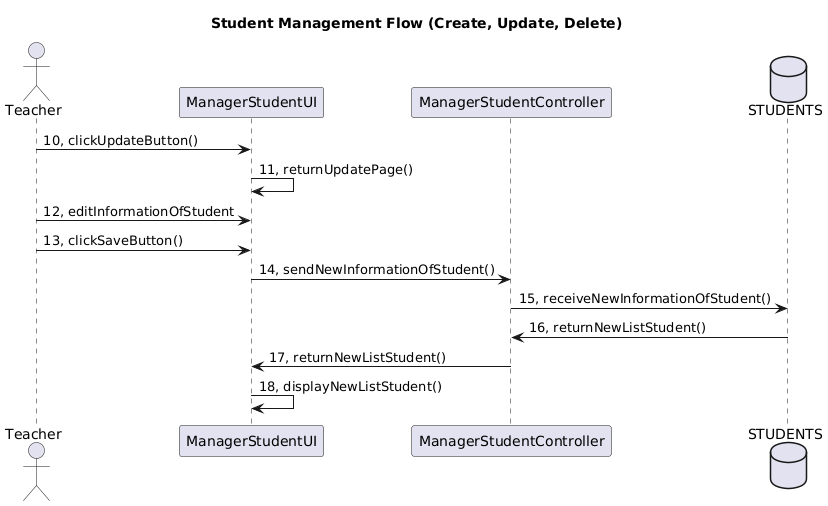 Student Management Flow (Create, Update, Delete)
Teacher
ManagerStudentUI
ManagerStudentController
STUDENTS
10, clickUpdateButton()
11, returnUpdatePage()
12, editInformationOfStudent
13, clickSaveButton()
14, sendNewInformationOfStudent()
15, receiveNewInformationOfStudent()
16, returnNewListStudent()
17, returnNewListStudent()
18, displayNewListStudent()
Teacher
ManagerStudentUI
ManagerStudentController
STUDENTS